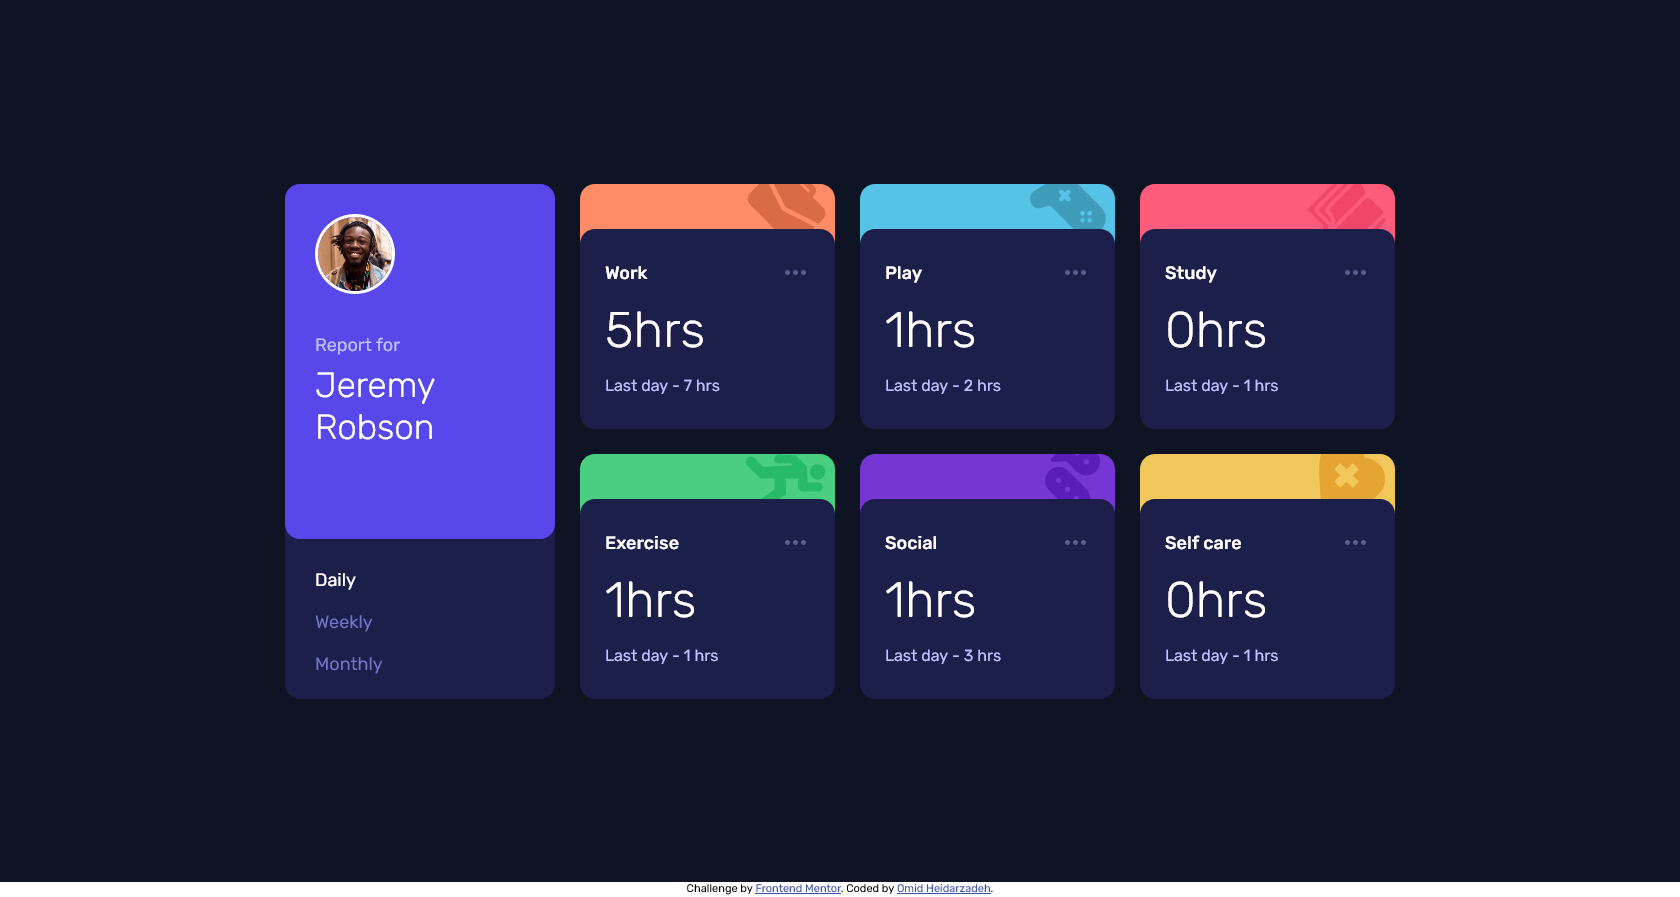 Report for
Jeremy
Robson
Daily
Weekly
Monthly
Work
5hrs
Last day - 7 hrs
Play
1hrs
Last day - 2 hrs
Study
0hrs
Last day - 1 hrs
Exercise
1hrs
Last day - 1 hrs
Social
1hrs
Last day - 3 hrs
Self care
0hrs
Last day - 1 hrs
Challenge by Frontend Mentor. Coded by Omid Heidarzadeh.